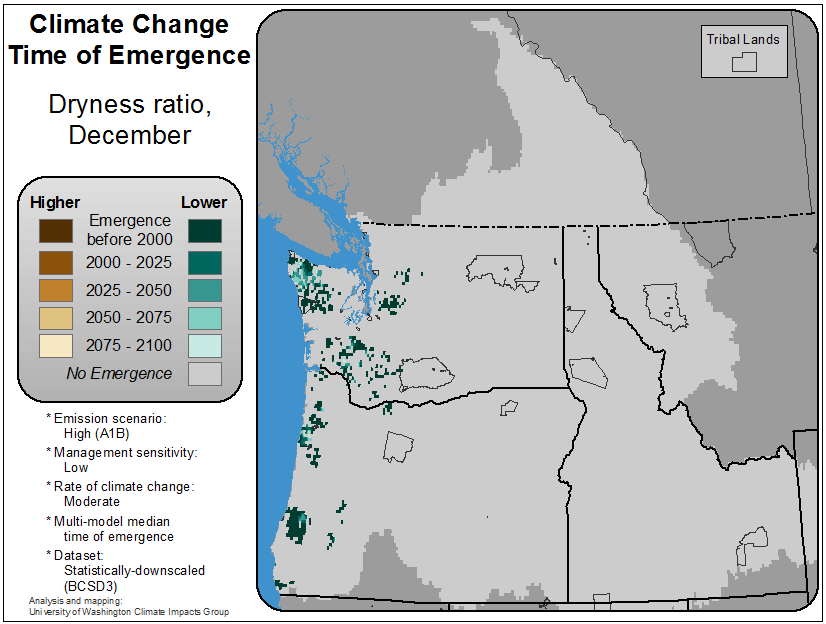 Climate Change
Time of Emergence
Dryness ratio,
December
Higher
Lower
Emergence
before 2000
2000 - 2025
2025 - 2050
2050 - 2075
2075 - 2100
No Emergence
* Emission scenario:
High (A1B)
* Management sensitivity:
Low
* Rate of climate change:
Moderate
* Multi-model median
time of emergence
* Dataset:
Statistically-downscaled
(BCSD3)
Analysis and mapping:
University of Washington Climate Impacts Group
Tribal Lands